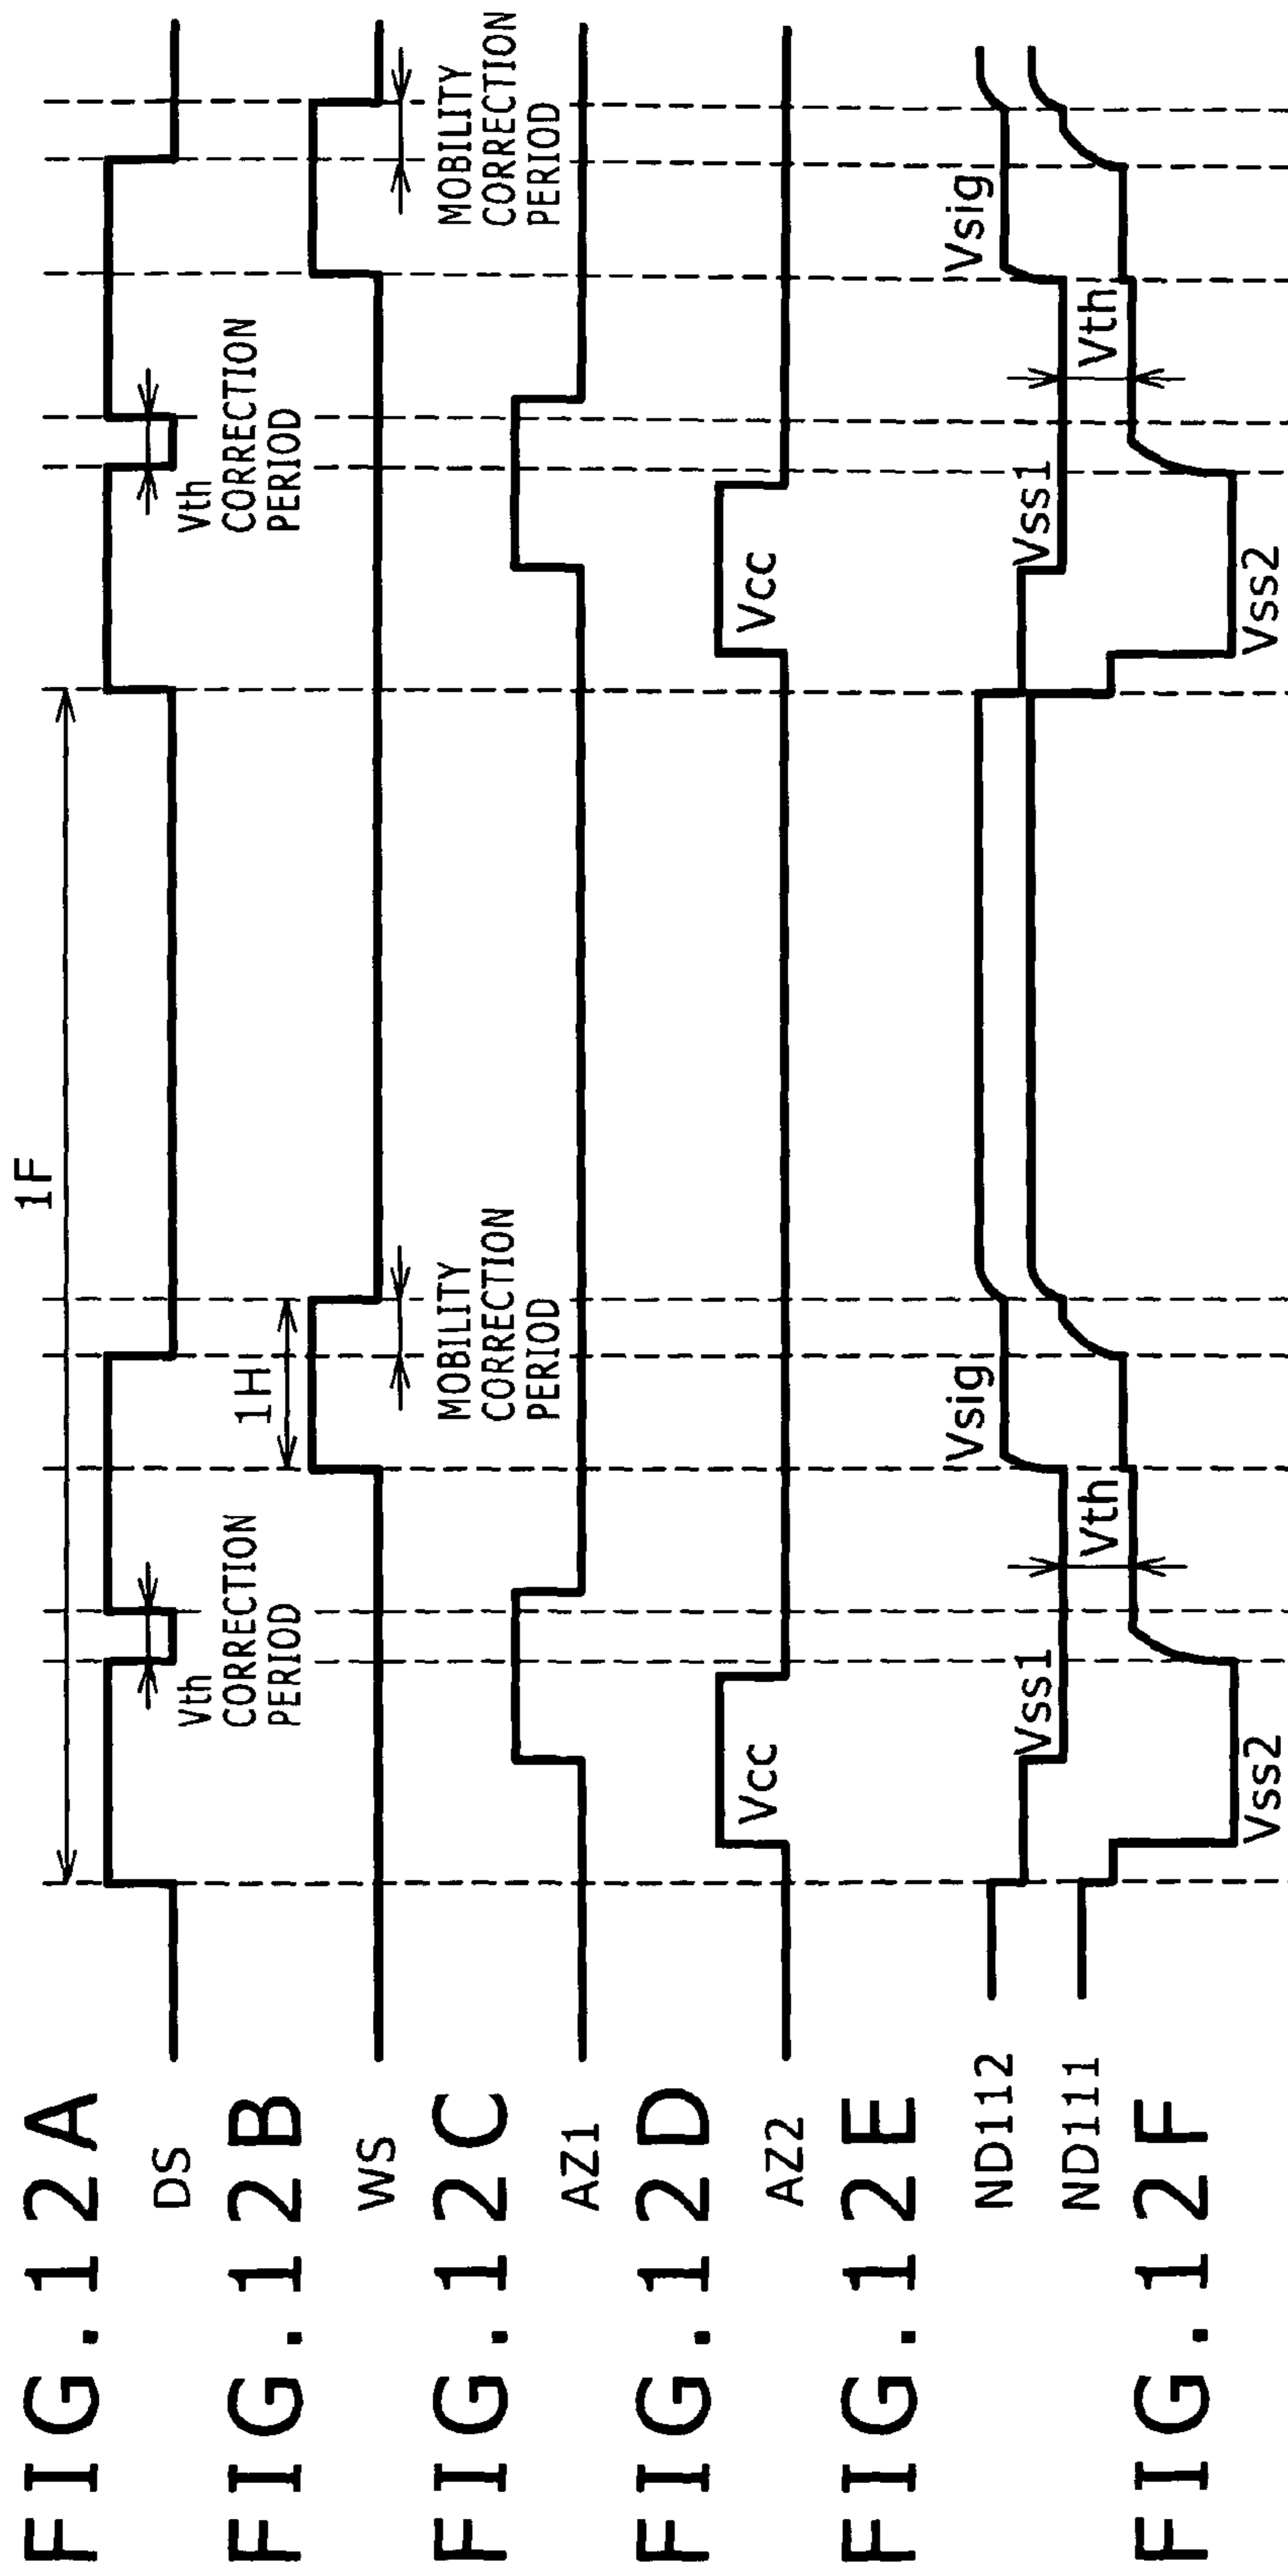 FIG.12A
DS
1F
Vth
CORRECTION
PERIOD
Vth
CORRECTION
PERIOD
FIG.12B
WS
1H
MOBILITY
CORRECTION
PERIOD
MOBILITY
CORRECTION
PERIOD
FIG.12C
AZ1
FIG.12D
AZ2
Vcc
Vcc
FIG.12E
ND112
Vss1
Vsig
Vss1
Vsig
ND111
Vth
Vth
FIG.12F
Vss2
Vss2